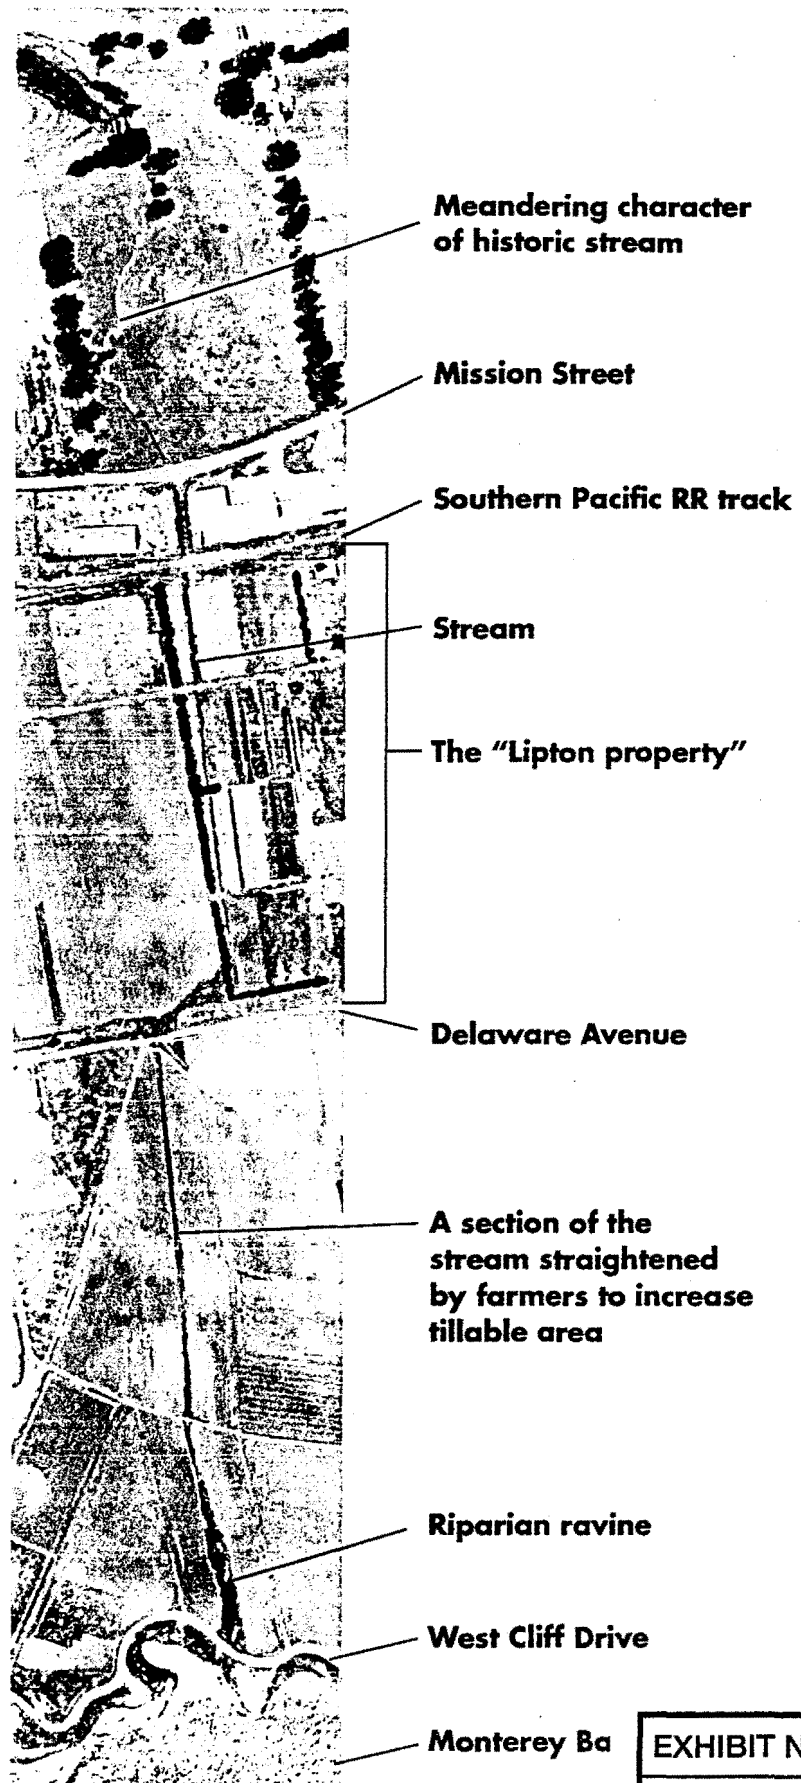 Meandering character
of historic stream
Mission Street
Southern Pacific RR track
Stream
The “Lipton property”
Delaware Avenue
A section of the
stream straightened
by farmers to increase
tillable area
Riparian ravine
West Cliff Drive
Monterey Ba
EXHIBIT N